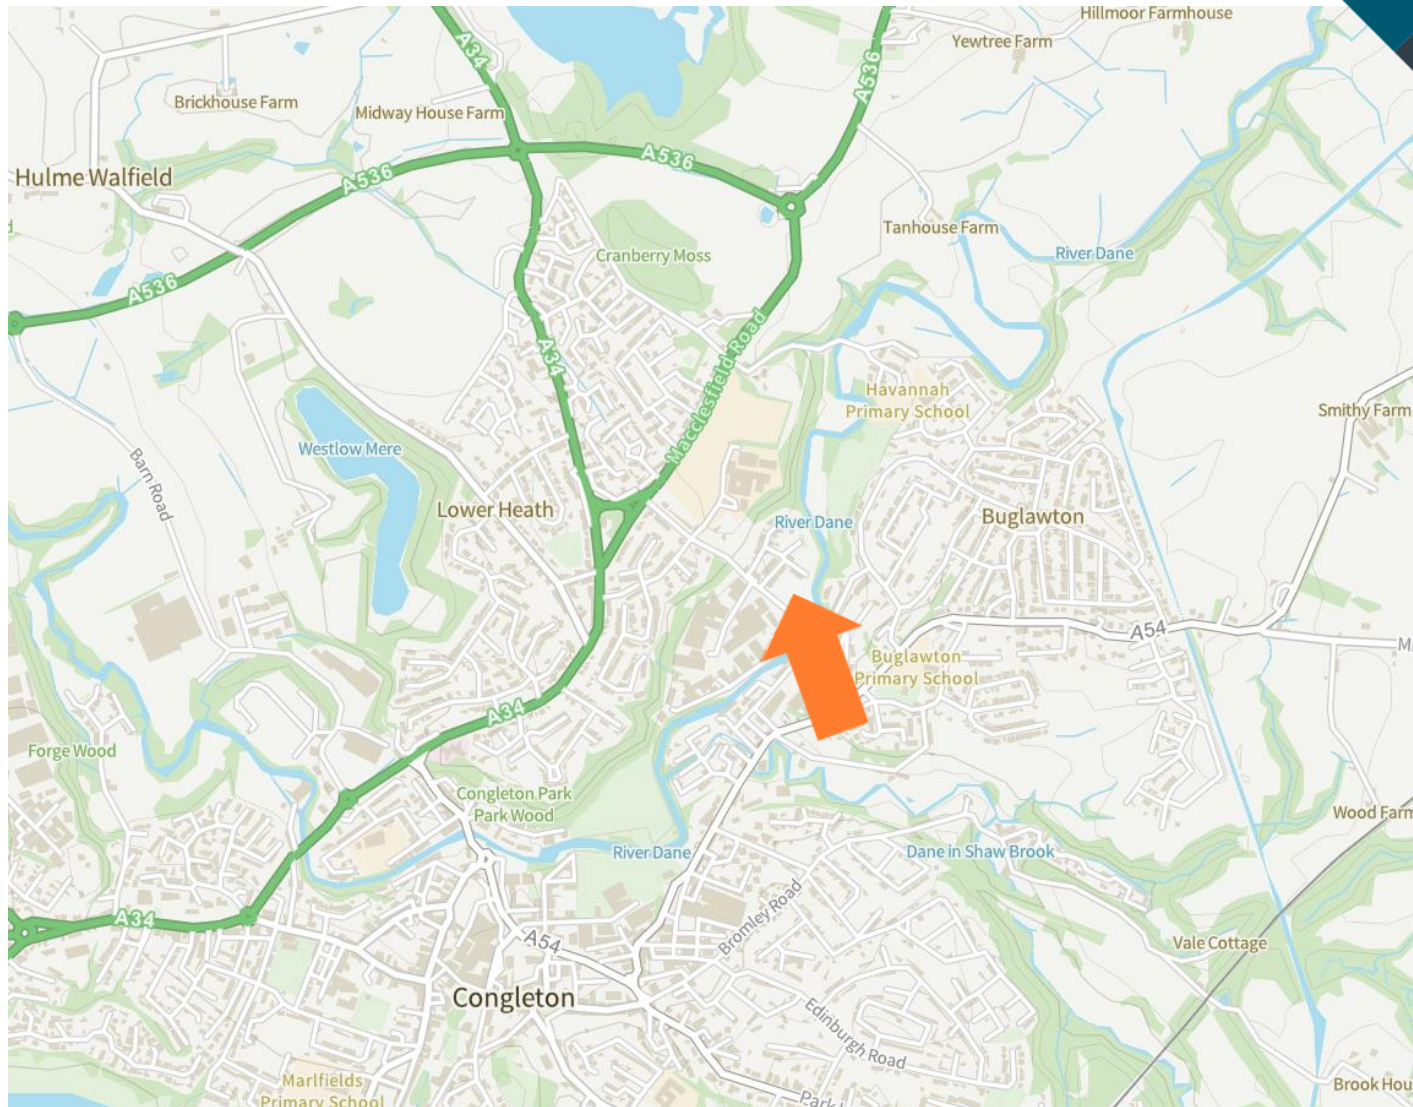 Hillmoor Farmhouse
A34
Yewtree Farm
A536
Brickhouse Farm
Midway House Farm
A536
Hulme Walfield
A536
Tanhouse Farm
Cranberry Moss
River Dane
A536
A34
Macclesfield Road
Havannah
Primary School
Smithy Farm
Westlow Mere
Barn Road
Lower Heath
River Dane
Buglawton
A54
Buglawton
Primary School
A34
Forge Wood
Congleton Park
Park Wood
Wood Farm
River Dane
Dane in Shaw Brook
Bromley Road
A34
A54
Vale Cottage
Congleton
Edinburgh Road
Marlfields
Primary School
Brook Hou